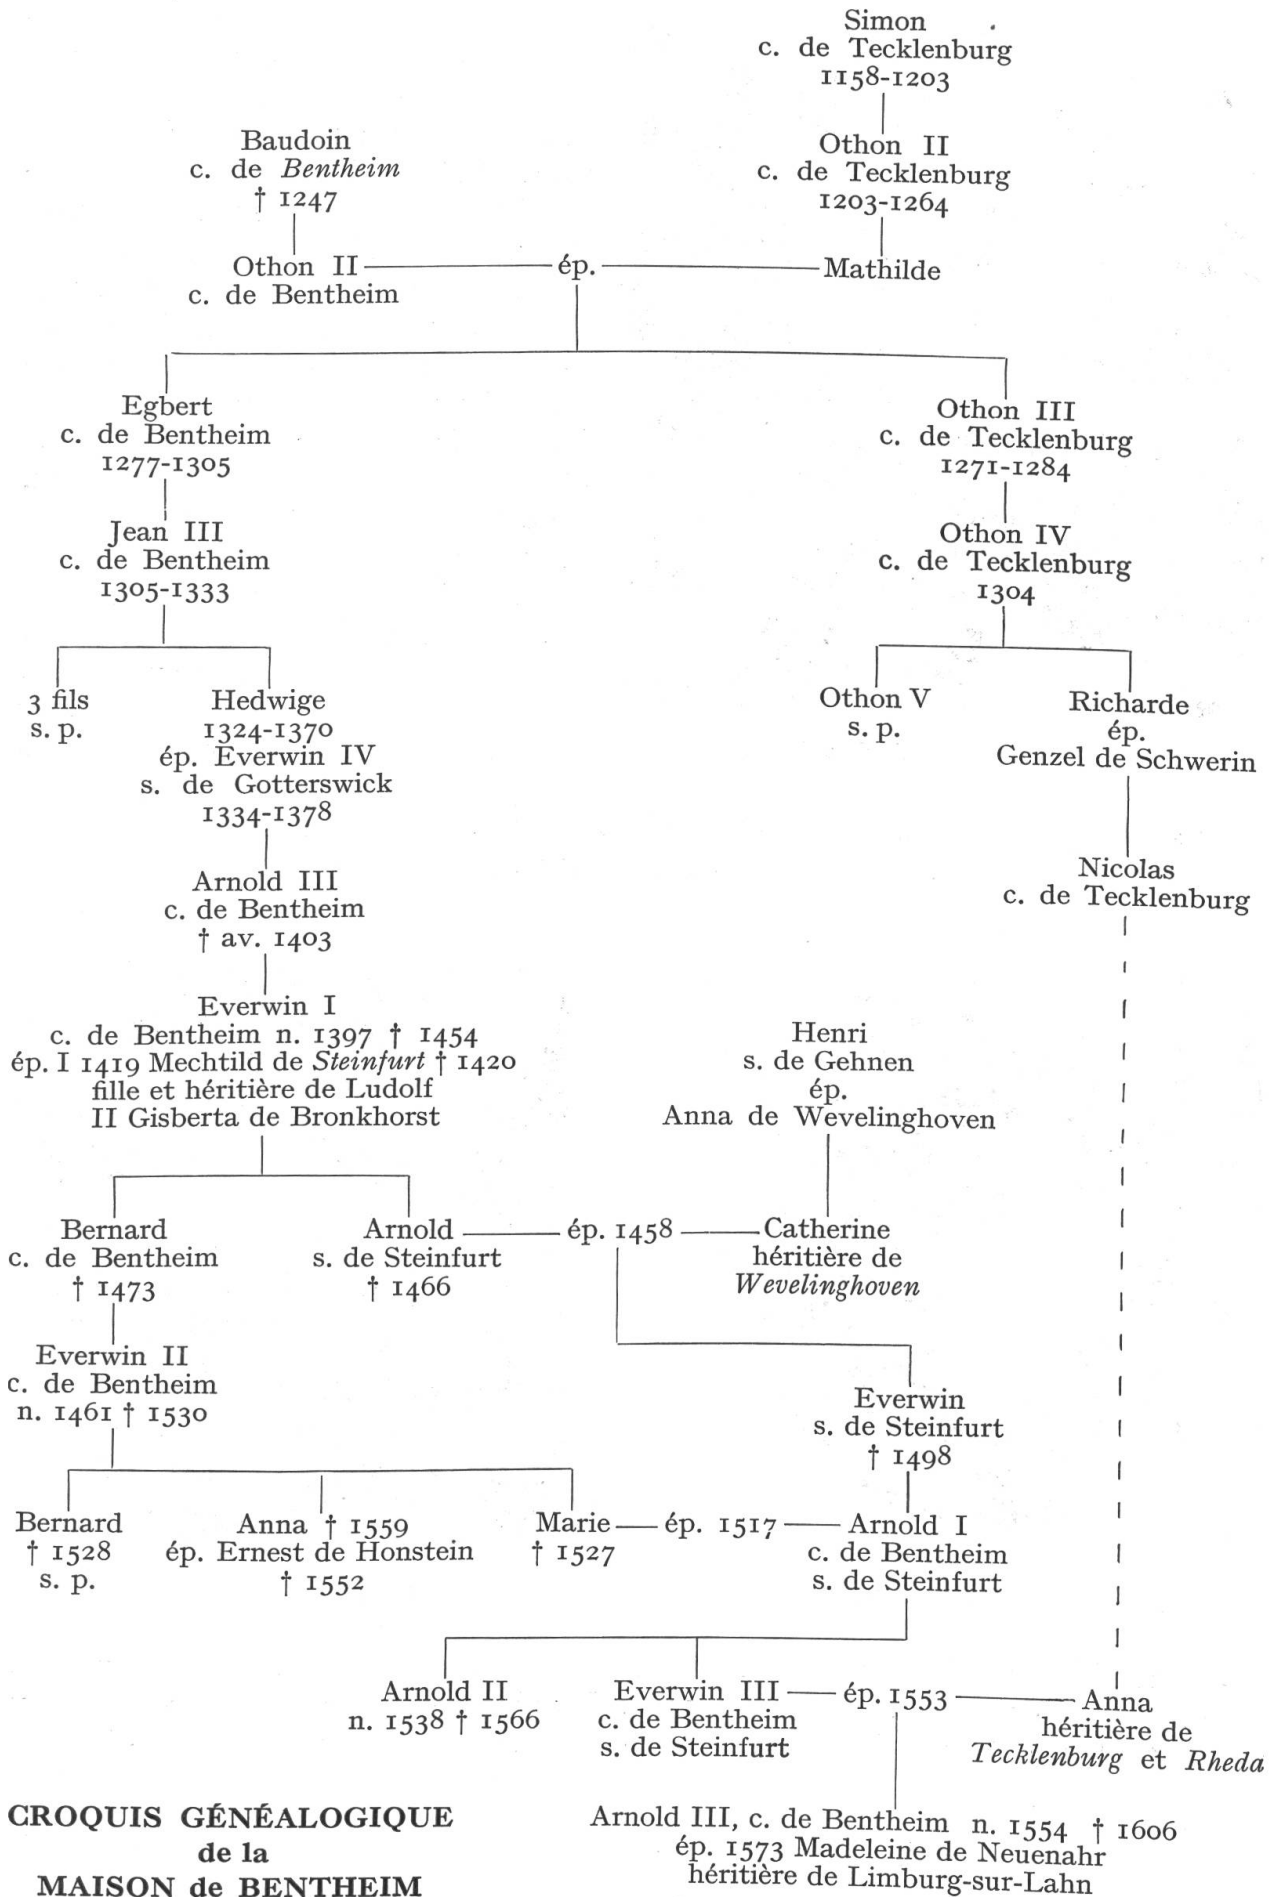 Simon
c. de Tecklenburg
1158-1203
Baudoin
c. de Bentheim
† 1247
Othon II
c. de Tecklenburg
1203-1264
Othon II
c. de Bentheim
ép.
Mathilde
Egbert
c. de Bentheim
1277-1305
Othon III
c. de Tecklenburg
1271-1284
Jean III
c. de Bentheim
1305-1333
Othon IV
c. de Tecklenburg
1304
3 fils
s. p.
Hedwige
1324-1370
ép. Everwin IV
s. de Gotterswick
1334-1378
Othon V
s. p.
Richarde
ép.
Genzel de Schwerin
Arnold III
c. de Bentheim
† av. 1403
Nicolas
c. de Tecklenburg
Everwin I
c. de Bentheim n. 1397 † 1454
ép. I 1419 Mechtild de Steinfurt † 1420
fille et héritière de Ludolf
II Gisberta de Bronkhorst
Henri
s. de Gehnen
ép.
Anna de Wevelinghoven
Bernard
c. de Bentheim
† 1473
Arnold
s. de Steinfurt
† 1466
ép. 1458
Catherine
héritière de
Wevelinghoven
Everwin II
c. de Bentheim
n. 1461 † 1530
Everwin
s. de Steinfurt
† 1498
Bernard
† 1528
s. p.
Anna † 1559
ép. Ernest de Honstein
† 1552
Marie
† 1527
ép. 1517
Arnold I
c. de Bentheim
s. de Steinfurt
Arnold II
n. 1538 † 1566
Everwin III
c. de Bentheim
s. de Steinfurt
ép. 1553
Anna
héritière de
Tecklenburg et Rheda
Arnold III, c. de Bentheim n. 1554 † 1606
ép. 1573 Madeleine de Neuenahr
héritière de Limburg-sur-Lahn
CROQUIS GÉNÉALOGIQUE
de la
MAISON de BENTHEIM